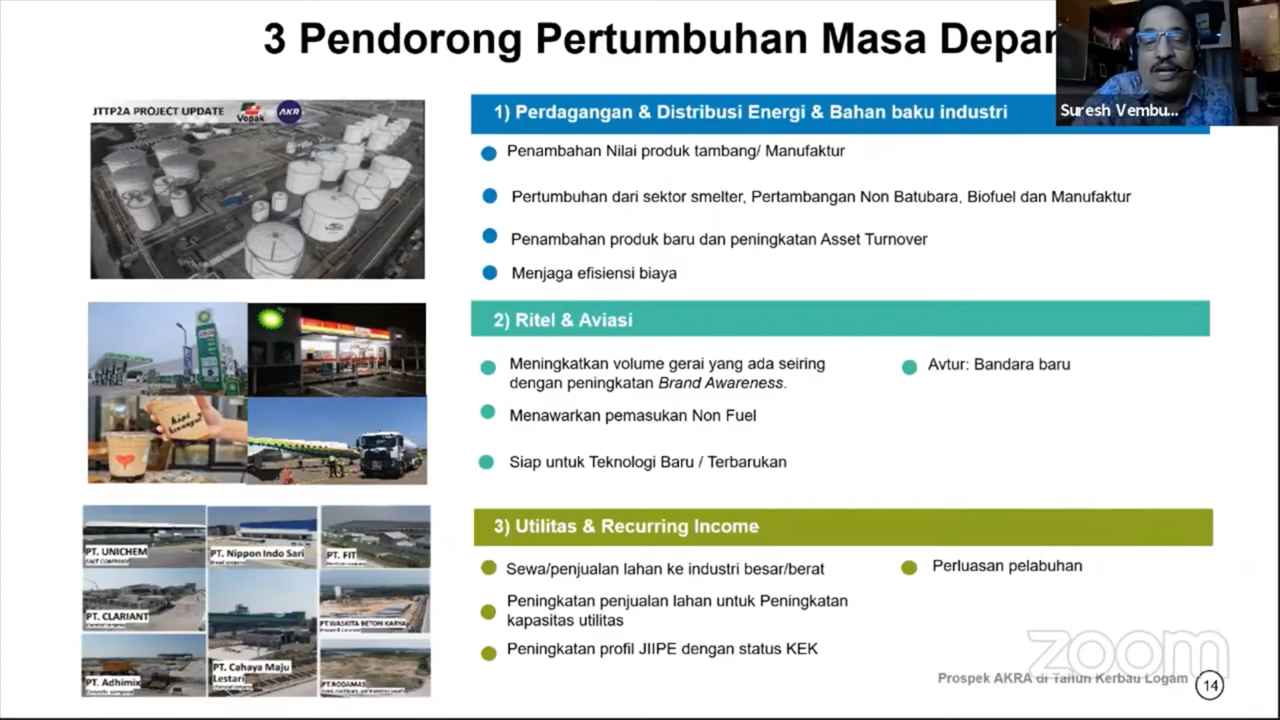 3 Pendorong Pertumbuhan Masa Depan
Suresh Vembu...
JTTP2A PROJECT UPDATE
Vopak
AKR
1) Perdagangan & Distribusi Energi & Bahan baku industri
Penambahan Nilai produk tambang/ Manufaktur
Pertumbuhan dari sektor smelter, Pertambangan Non Batubara, Biofuel dan Manufaktur
Penambahan produk baru dan peningkatan Asset Turnover
Menjaga efisiensi biaya
2) Ritel & Aviasi
Meningkatkan volume gerai yang ada seiring
dengan peningkatan Brand Awareness.
Menawarkan pemasukan Non Fuel
Siap untuk Teknologi Baru / Terbarukan
Avtur: Bandara baru
bp
PT. UNICHEM
SALT COMPANY
PT. Nippon Indo Sari
PT. FIT
PT. CLARIANT
PT.WASKITA BETON KARYA
PT. Adhimix
PT. Cahaya Maju
Lestari
PT.RODAMAS
3) Utilitas & Recurring Income
Sewa/penjualan lahan ke industri besar/berat
Peningkatan penjualan lahan untuk Peningkatan
kapasitas utilitas
Peningkatan profil JIIPE dengan status KEK
Perluasan pelabuhan
zoom
Prospek AKRA di Tahun Kerbau Logam
14